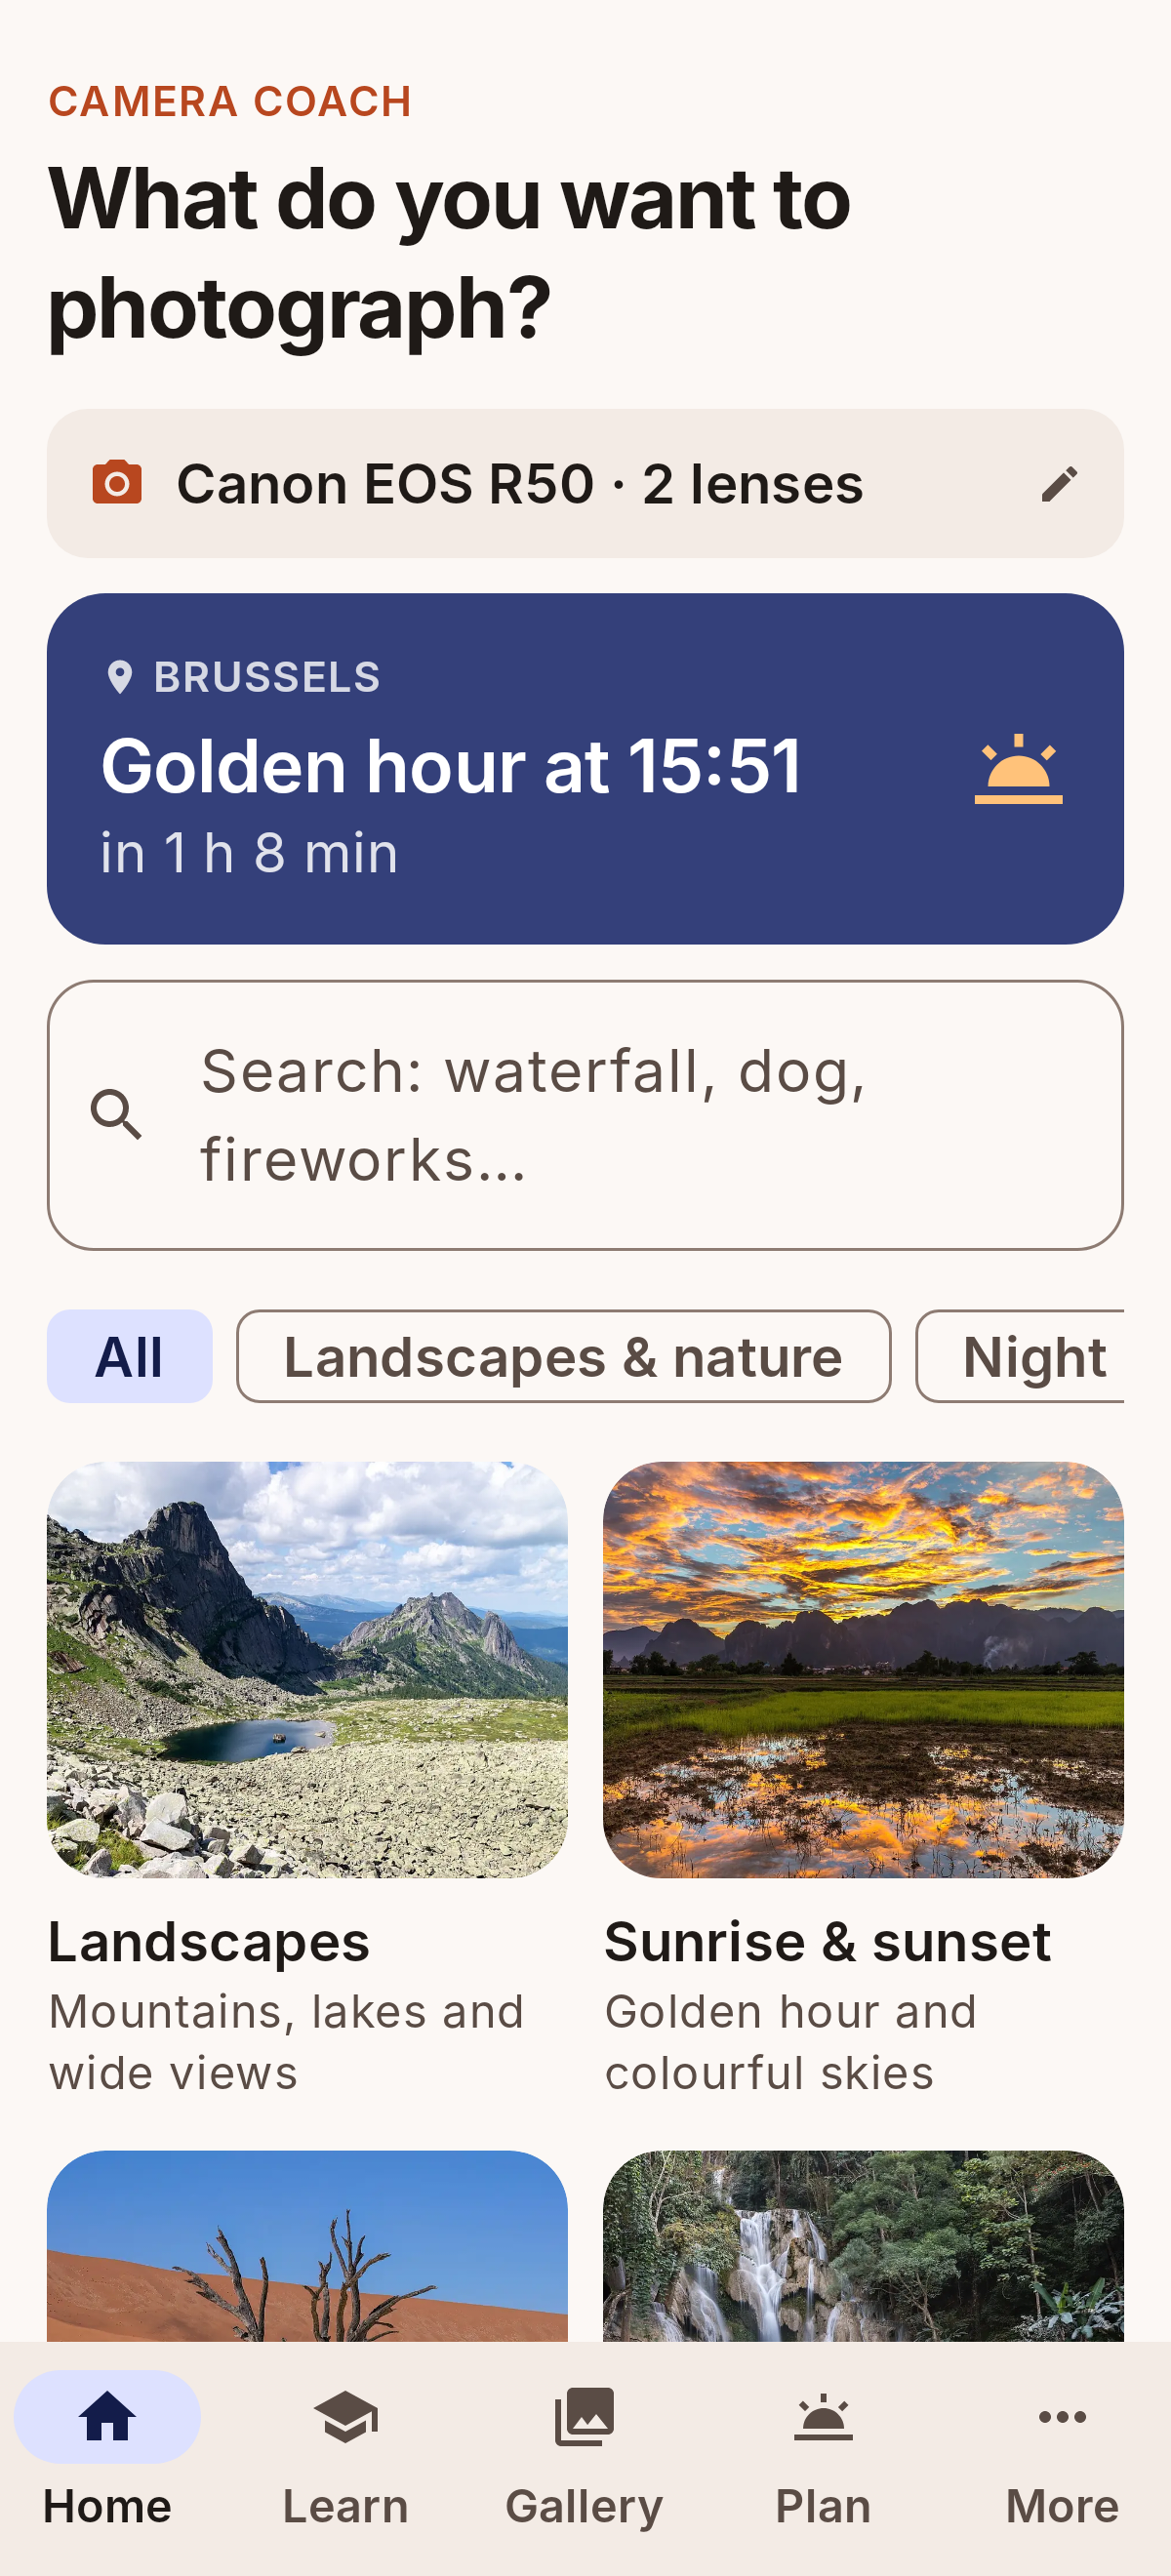 CAMERA COACH
What do you want to
photograph?
Canon EOS R50 · 2 lenses
BRUSSELS
Golden hour at 15:51
in 1 h 8 min
Search: waterfall, dog,
fireworks…
All
Landscapes & nature
Night
Landscapes
Mountains, lakes and
wide views
Sunrise & sunset
Golden hour and
colourful skies
Home
Learn
Gallery
Plan
More